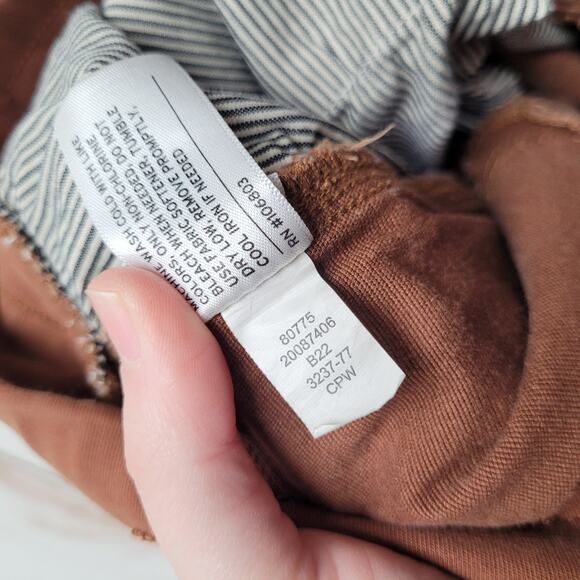 MACHINE WASH COLD WITH LIKE
COLORS, ONLY NON-CHLORINE
BLEACH WHEN NEEDED. DO NOT
USE FABRIC SOFTENER. TUMBLE
DRY LOW, REMOVE PROMPTLY,
COOL IRON IF NEEDED
RN #106603
80775
20087406
B22
3237-77
CPW